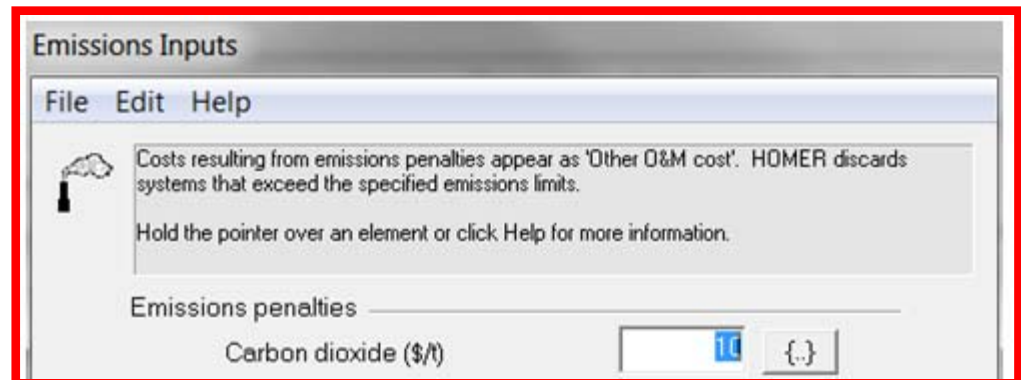 Emissions Inputs
File Edit Help
Costs resulting from emissions penalties appear as 'Other O&M cost'. HOMER discards
systems that exceed the specified emissions limits.
Hold the pointer over an element or click Help for more information.
Emissions penalties
Carbon dioxide ($/t) 10 {..}